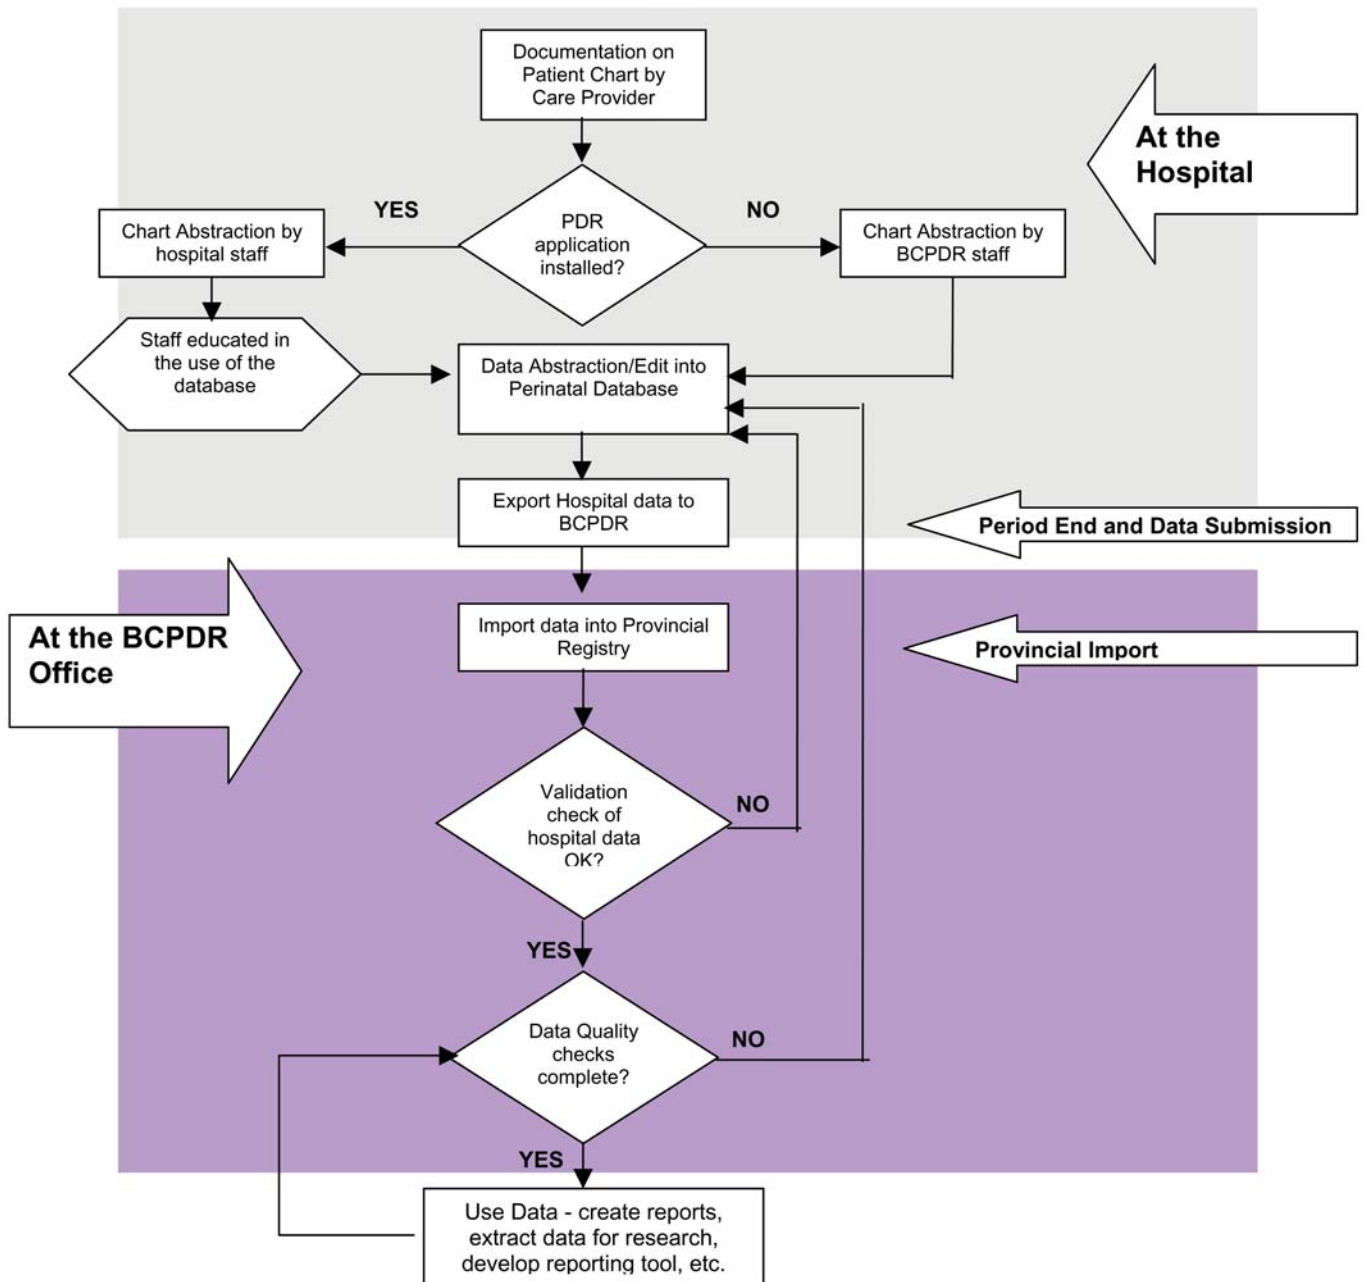 Documentation on
Patient Chart by
Care Provider
At the
Hospital
YES
PDR
application
installed?
NO
Chart Abstraction by
hospital staff
Chart Abstraction by
BCPDR staff
Staff educated in
the use of the
database
Data Abstraction/Edit into
Perinatal Database
Export Hospital data to
BCPDR
Period End and Data Submission
At the BCPDR
Office
Import data into Provincial
Registry
Provincial Import
Validation
check of
hospital data
OK?
NO
YES
Data Quality
checks
complete?
NO
YES
Use Data - create reports,
extract data for research,
develop reporting tool, etc.